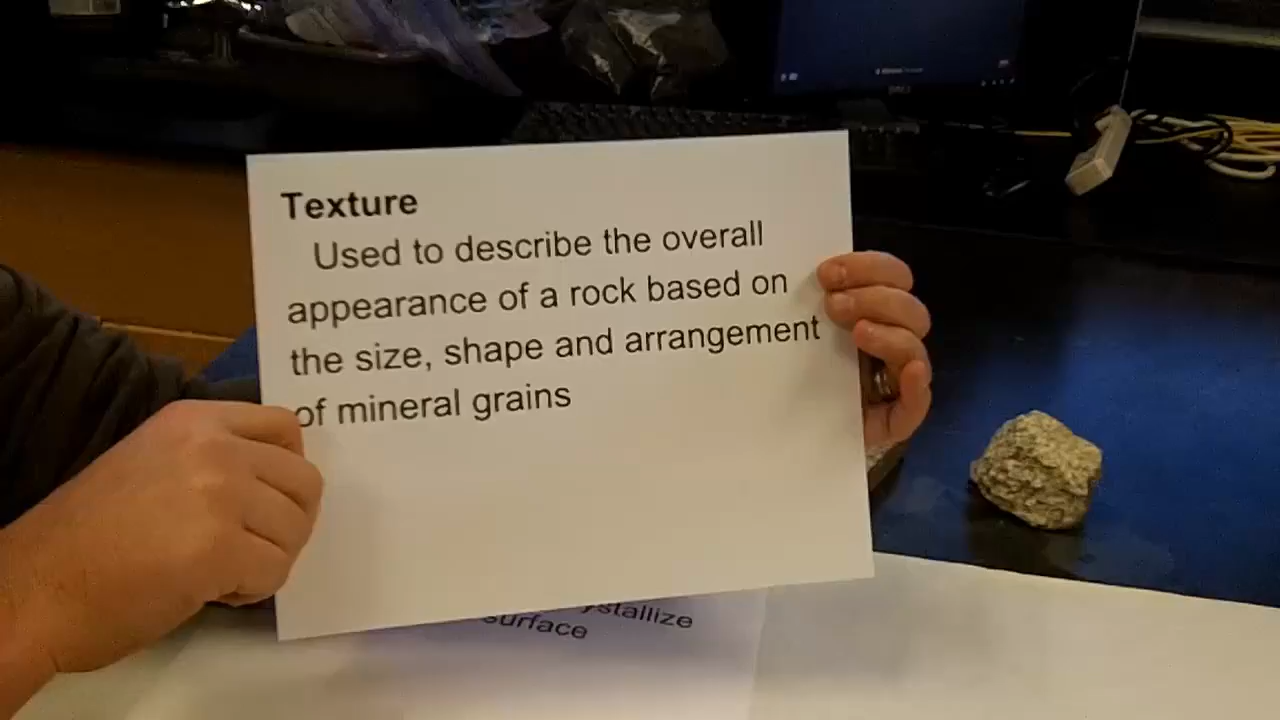 Texture
Used to describe the overall
appearance of a rock based on
the size, shape and arrangement
of mineral grains
surface